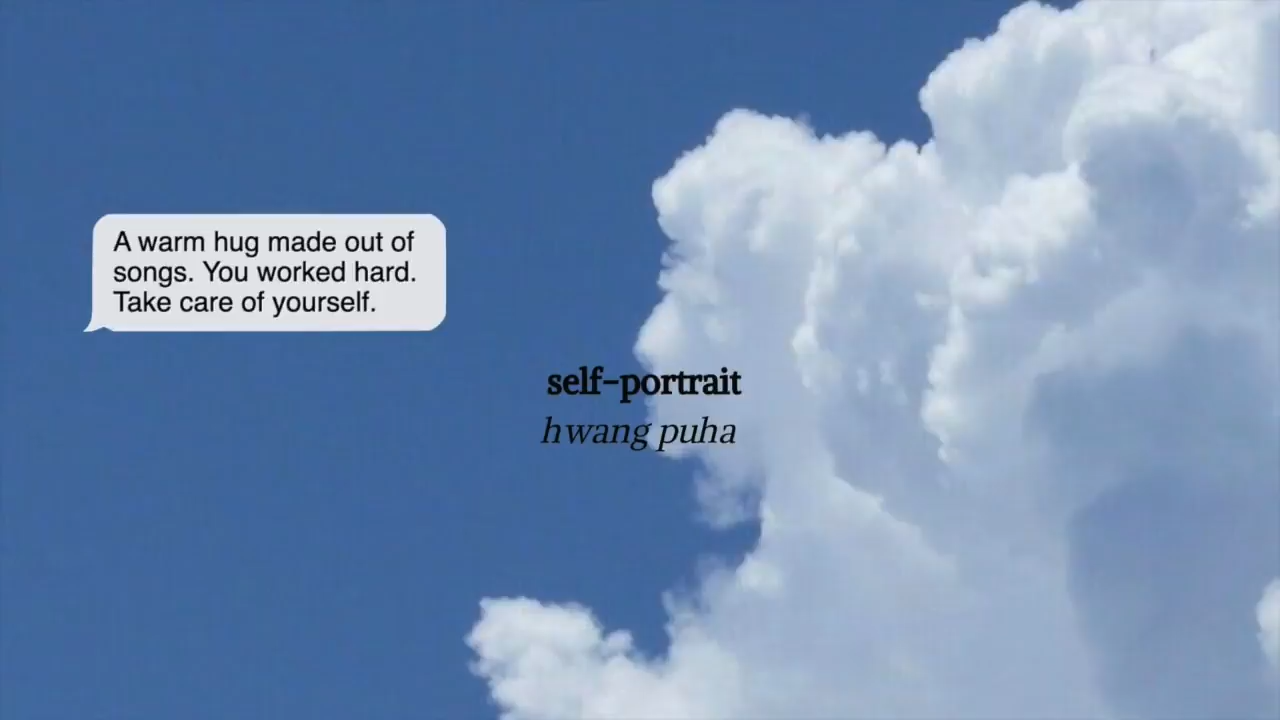 A warm hug made out of
songs. You worked hard.
Take care of yourself.
self-portrait
hwang puha